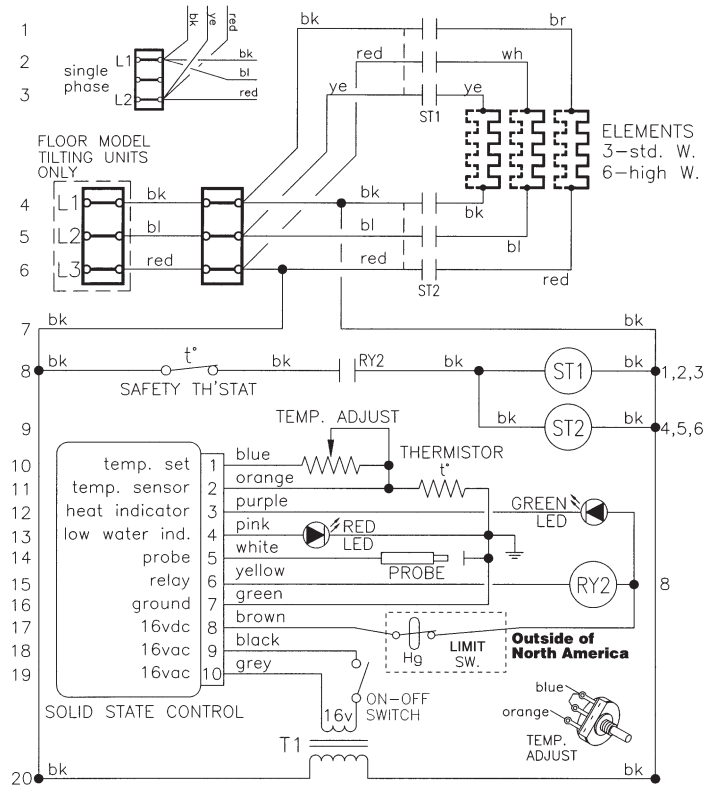 1
2
3
bk
ye
red
L1
L2
single
phase
bk
bl
red
bk
br
red
wh
ye
ye
ST1
ELEMENTS
3-std. W.
6-high W.
FLOOR MODEL
TILTING UNITS
ONLY
4
L1
bk
bk
bk
5
L2
bl
bl
bl
6
L3
red
red
red
ST2
7
bk
bk
8
bk
t°
SAFETY TH'STAT
bk
RY2
bk
ST1
bk
1,2,3
9
bk
ST2
bk
4,5,6
TEMP. ADJUST
10
temp. set
1
blue
THERMISTOR
t°
11
temp. sensor
2
orange
12
heat indicator
3
purple
GREEN
LED
13
low water ind.
4
pink
RED
LED
14
probe
5
white
PROBE
15
relay
6
yellow
RY2
8
16
ground
7
green
17
16vdc
8
brown
Hg
LIMIT
SW.
Outside of
North America
18
16vac
9
black
19
16vac
10
grey
ON-OFF
SWITCH
SOLID STATE CONTROL
16v
T1
blue
orange
TEMP.
ADJUST
20
bk
bk